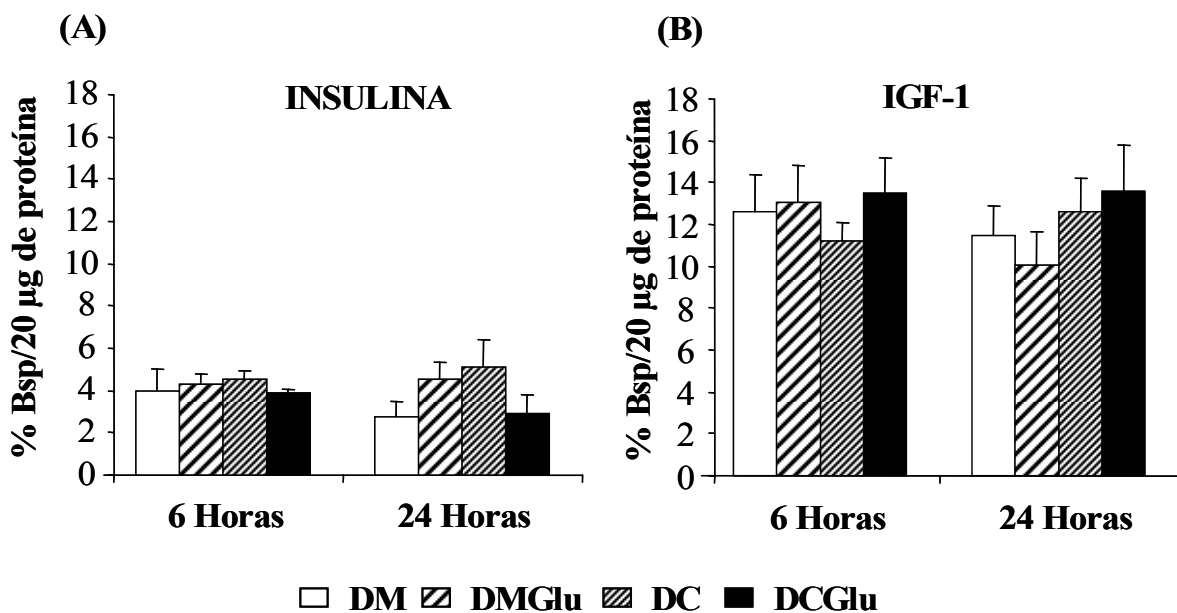 (A)
INSULINA
% Bsp/20 µg de proteína
18
16
14
12
10
8
6
4
2
0
6 Horas 24 Horas
(B)
IGF-1
% Bsp/20 µg de proteína
18
16
14
12
10
8
6
4
2
0
6 Horas 24 Horas
DM DMGlu DC DCGlu